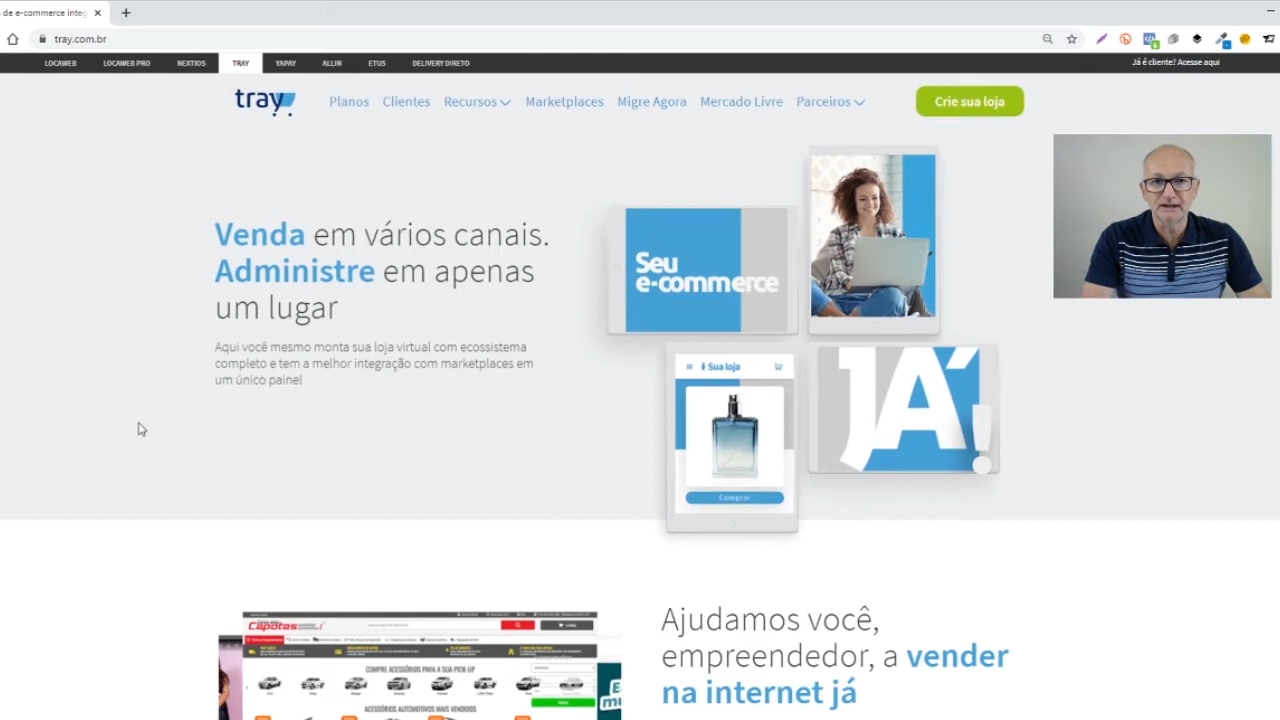 de e-commerce integ
tray.com.br
LOCAWEB LOCAWEB PRO NEXTIOS TRAY YAPAY ALLIN ETUS DELIVERY DIRETO Já é cliente? Acesse aqui
tray Planos Clientes Recursos Marketplaces Migre Agora Mercado Livre Parceiros Crie sua loja
Venda em vários canais.
Administre em apenas
um lugar
Aqui você mesmo monta sua loja virtual com ecossistema
completo e tem a melhor integração com marketplaces em
um único painel
Seu
e-commerce
Sua loja
Comprar
JÁ!
Ajudamos você,
empreendedor, a vender
na internet já
Capotas
COMPRE ACESSÓRIOS PARA A SUA PICK-UP
ACESSÓRIOS AUTOMOTIVOS MAIS VENDIDOS